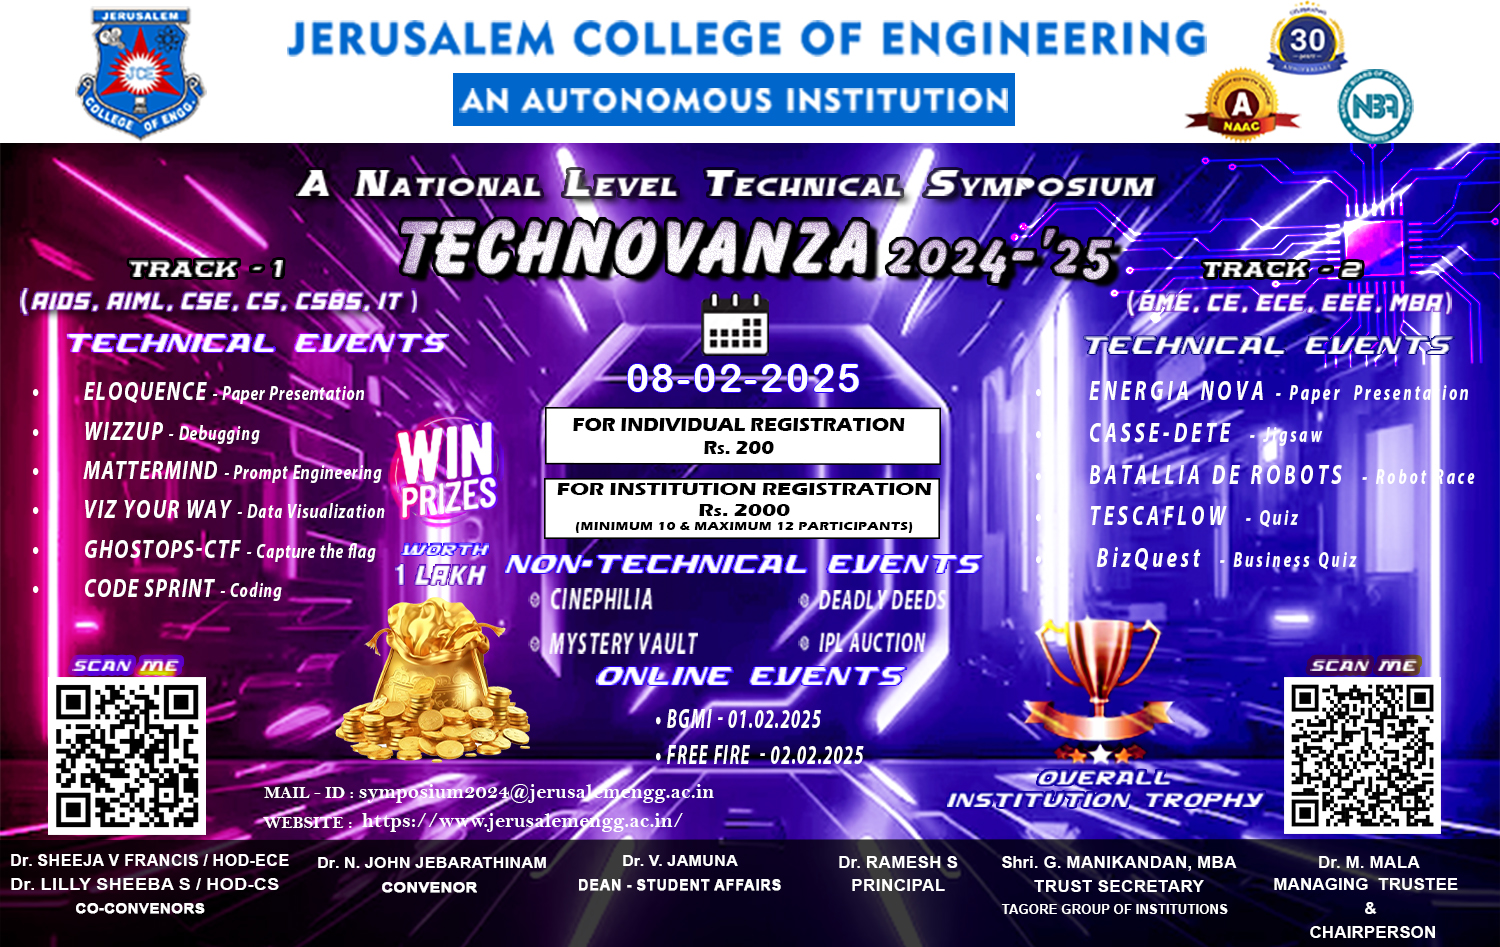 JERUSALEM
JCE
COLLEGE OF ENGG.
JERUSALEM COLLEGE OF ENGINEERING
AN AUTONOMOUS INSTITUTION
30
years
ANNIVERSARY
A
NAAC
NBA
A National Level Technical Symposium
TECHNOVANZA 2024-'25
TRACK - 1
(AIDS, AIML, CSE, CS, CSBS, IT )
TECHNICAL EVENTS
• ELOQUENCE - Paper Presentation
• WIZZUP - Debugging
• MATTERMIND - Prompt Engineering
• VIZ YOUR WAY - Data Visualization
• GHOSTOPS-CTF - Capture the flag
• CODE SPRINT - Coding
WIN
PRIZES
WORTH
1 LAKH
SCAN ME
08-02-2025
FOR INDIVIDUAL REGISTRATION
Rs. 200
FOR INSTITUTION REGISTRATION
Rs. 2000
(MINIMUM 10 & MAXIMUM 12 PARTICIPANTS)
NON-TECHNICAL EVENTS
CINEPHILIA
DEADLY DEEDS
MYSTERY VAULT
IPL AUCTION
ONLINE EVENTS
• BGMI - 01.02.2025
• FREE FIRE - 02.02.2025
MAIL - ID : symposium2024@jerusalemengg.ac.in
WEBSITE : https://www.jerusalemengg.ac.in/
TRACK - 2
(BME, CE, ECE, EEE, MBA)
TECHNICAL EVENTS
• ENERGIA NOVA - Paper Presentation
• CASSE-DETE - Jigsaw
• BATALLIA DE ROBOTS - Robot Race
• TESCAFLOW - Quiz
• BizQuest - Business Quiz
OVERALL
INSTITUTION TROPHY
SCAN ME
Dr. SHEEJA V FRANCIS / HOD-ECE
Dr. LILLY SHEEBA S / HOD-CS
CO-CONVENORS
Dr. N. JOHN JEBARATHINAM
CONVENOR
Dr. V. JAMUNA
DEAN - STUDENT AFFAIRS
Dr. RAMESH S
PRINCIPAL
Shri. G. MANIKANDAN, MBA
TRUST SECRETARY
TAGORE GROUP OF INSTITUTIONS
Dr. M. MALA
MANAGING TRUSTEE
&
CHAIRPERSON